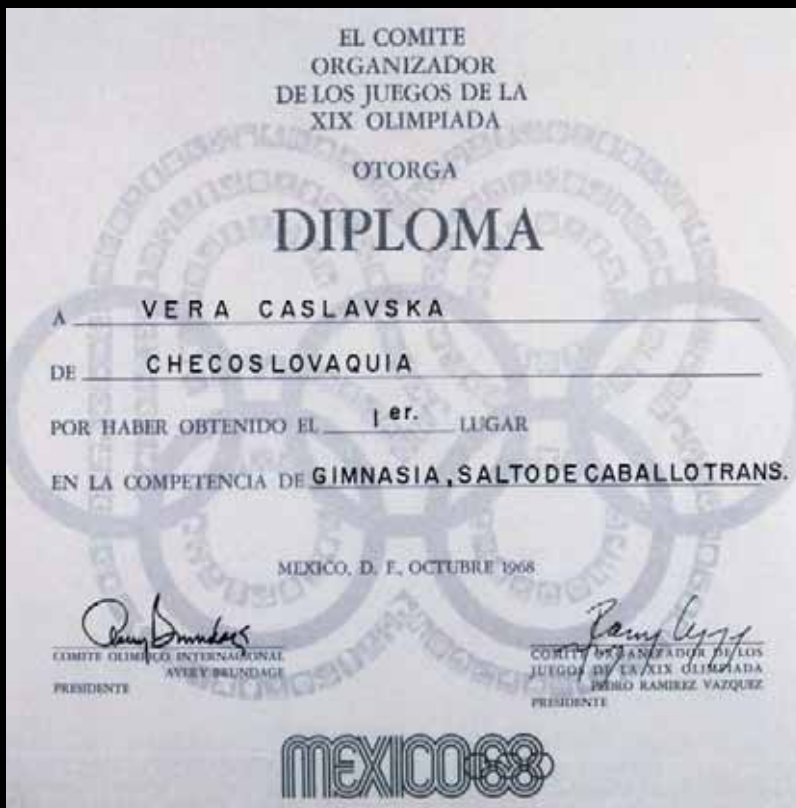 EL COMITE
ORGANIZADOR
DE LOS JUEGOS DE LA
XIX OLIMPIADA
OTORGA
DIPLOMA
A VERA CASLAVSKA
DE CHECOSLOVAQUIA
POR HABER OBTENIDO EL 1er. LUGAR
EN LA COMPETENCIA DE GIMNASIA, SALTO DE CABALLO TRANS.
MEXICO, D. F., OCTUBRE 1968
COMITE OLIMPICO INTERNACIONAL
AVERY BRUNDAGE
PRESIDENTE
COMITE ORGANIZADOR DE LOS
JUEGOS DE LA XIX OLIMPIADA
PEDRO RAMIREZ VAZQUEZ
PRESIDENTE
MEXICO68